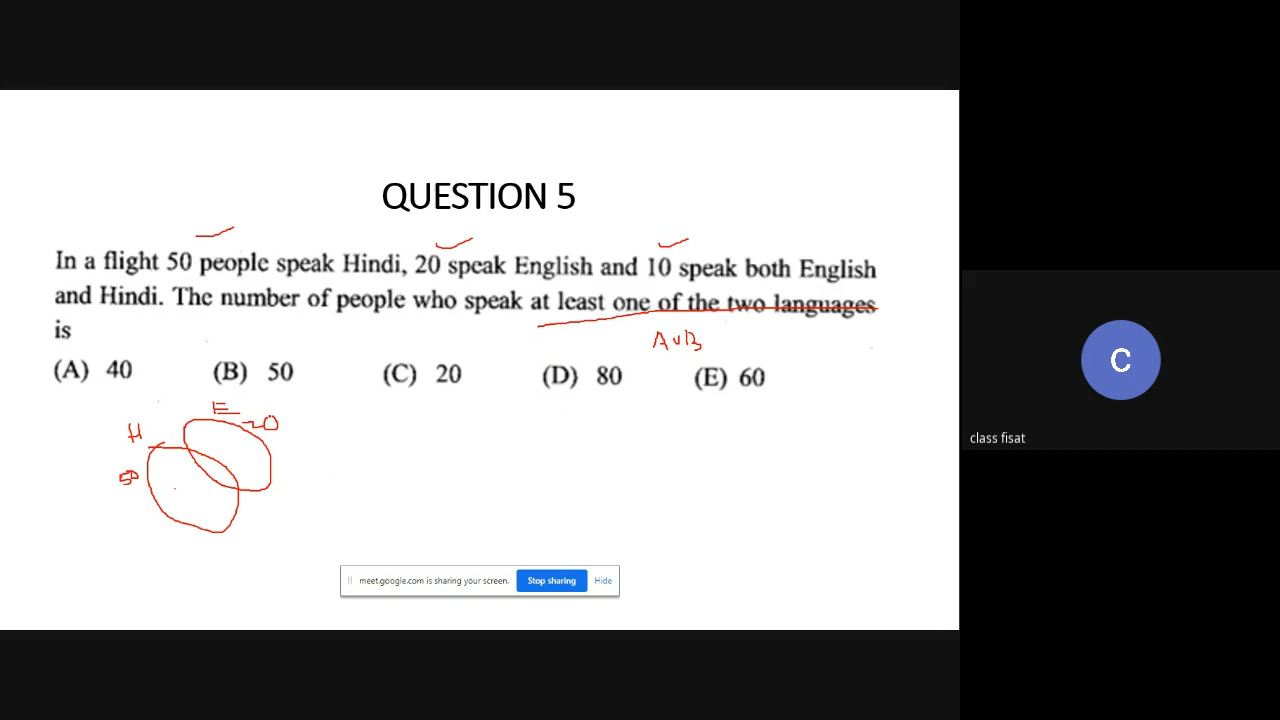 QUESTION 5
In a flight 50 people speak Hindi, 20 speak English and 10 speak both English
and Hindi. The number of people who speak at least one of the two languages
is
A∪B
(A) 40 (B) 50 (C) 20 (D) 80 (E) 60
E
20
H
50
C
class fisat
meet.google.com is sharing your screen. Stop sharing Hide